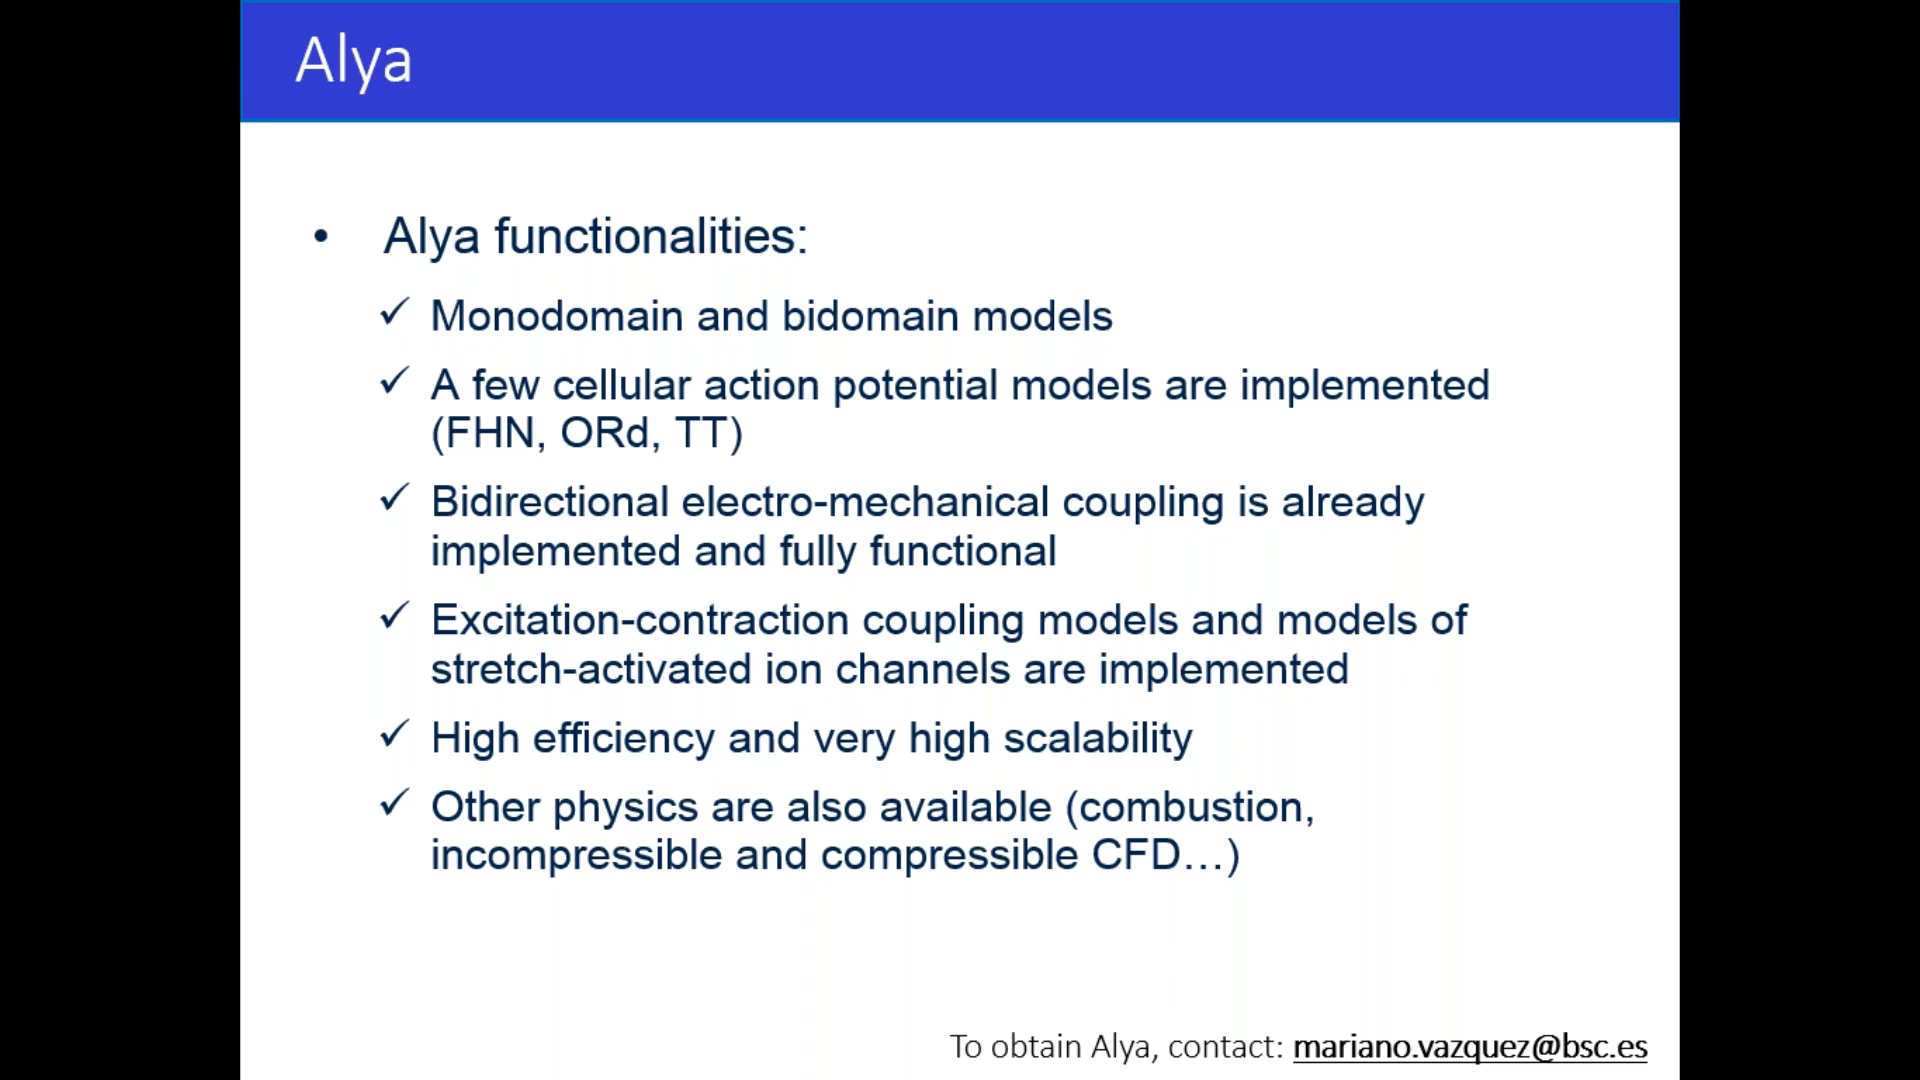 Alya
• Alya functionalities:
✓ Monodomain and bidomain models
✓ A few cellular action potential models are implemented
(FHN, ORd, TT)
✓ Bidirectional electro-mechanical coupling is already
implemented and fully functional
✓ Excitation-contraction coupling models and models of
stretch-activated ion channels are implemented
✓ High efficiency and very high scalability
✓ Other physics are also available (combustion,
incompressible and compressible CFD…)
To obtain Alya, contact: mariano.vazquez@bsc.es